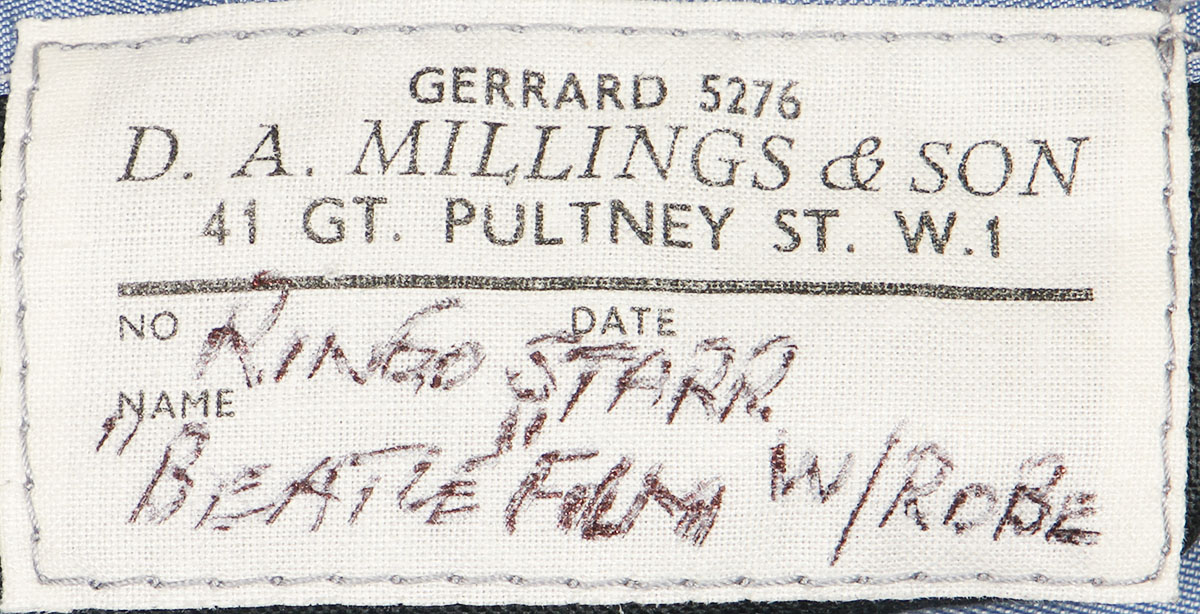 GERRARD 5276
D. A. MILLINGS & SON
41 GT. PULTNEY ST. W.1
NO DATE
RINGO STARR.
NAME
"BEATLE" FILM W/ROBE